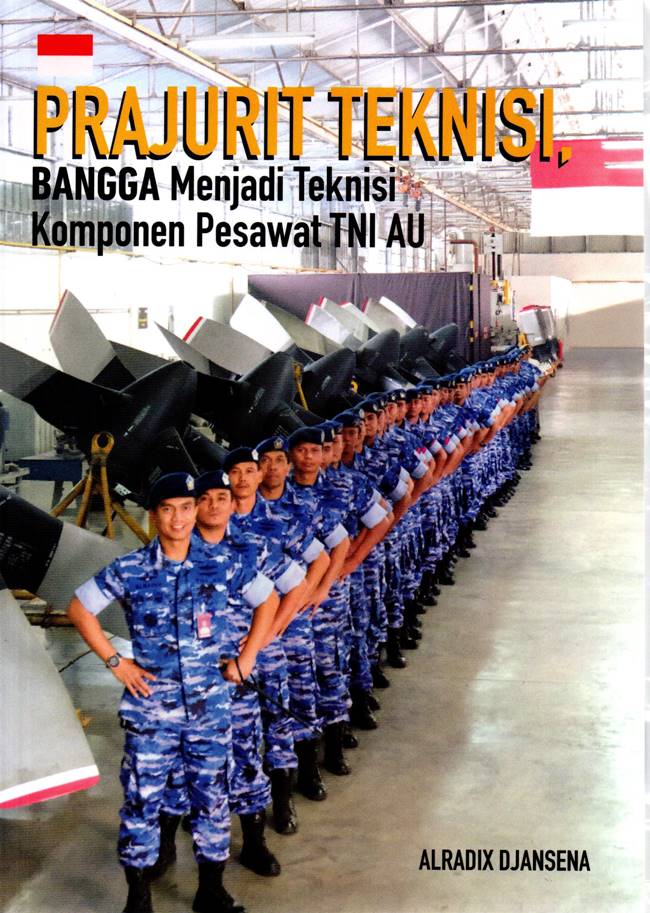 PRAJURIT TEKNISI,
BANGGA Menjadi Teknisi
Komponen Pesawat TNI AU
ALRADIX DJANSENA